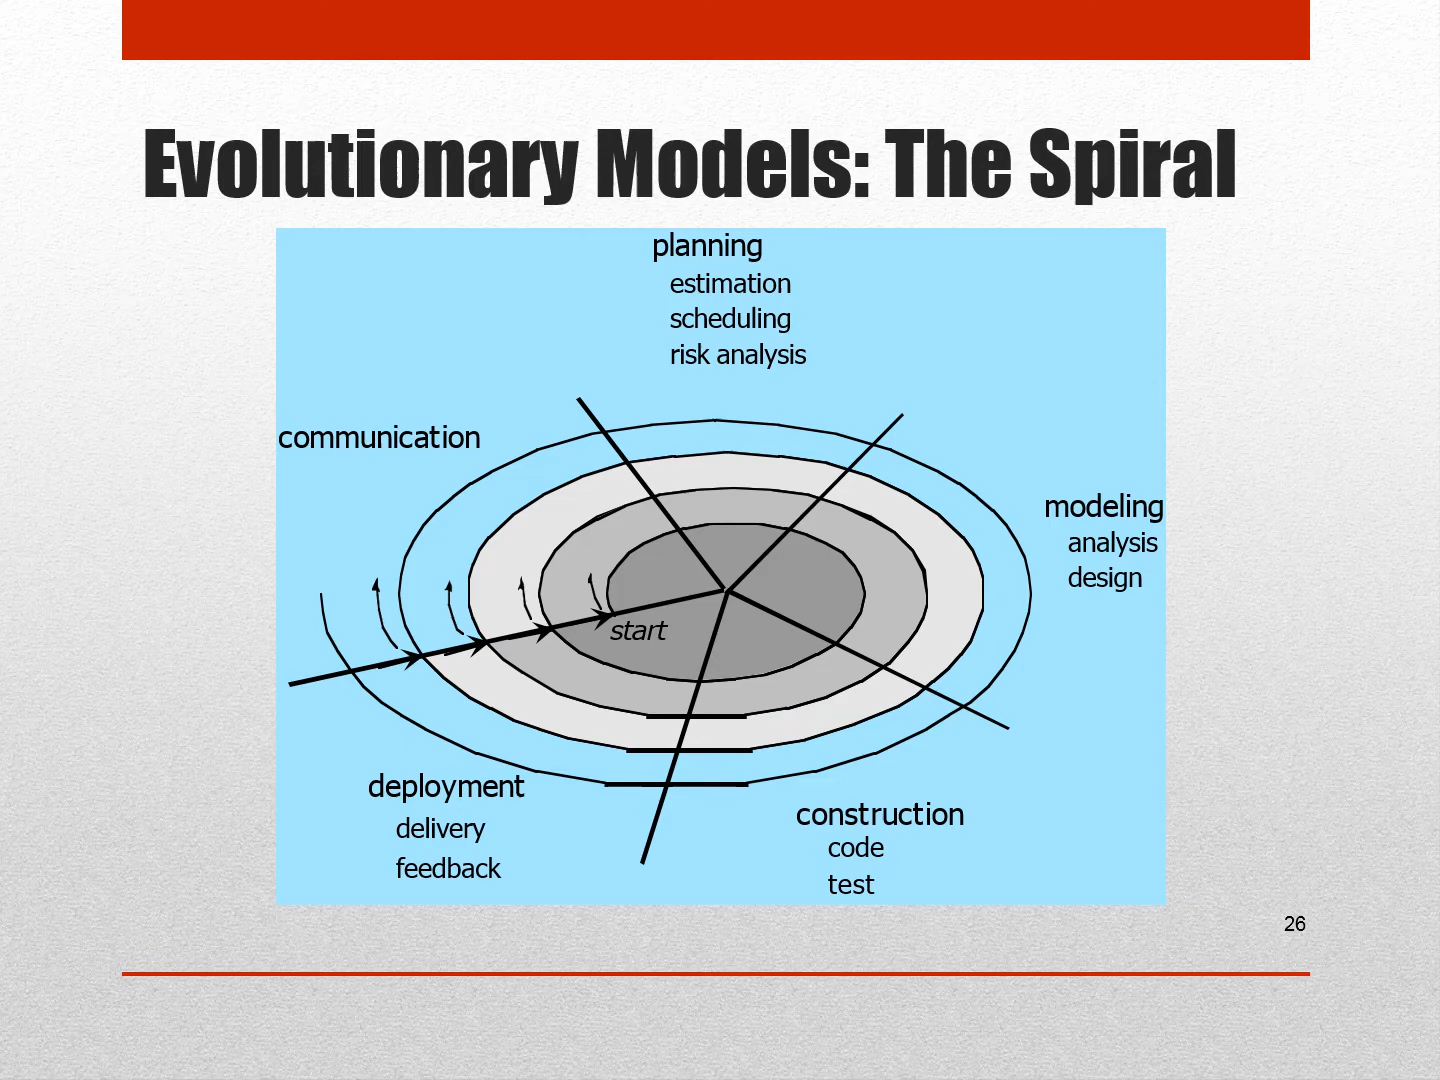 Evolutionary Models: The Spiral
planning
estimation
scheduling
risk analysis
communication
modeling
analysis
design
start
deployment
delivery
feedback
construction
code
test
26